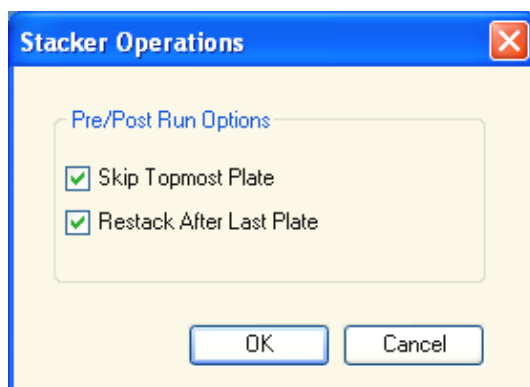 Stacker Operations
Pre/Post Run Options
Skip Topmost Plate
Restack After Last Plate
OK Cancel